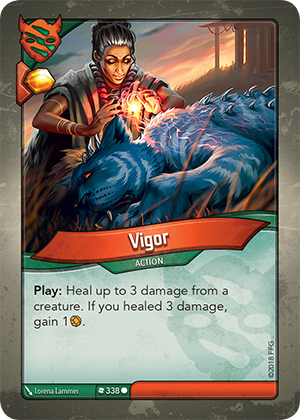 Vigor
ACTION
Play: Heal up to 3 damage from a
creature. If you healed 3 damage,
gain 1.
©2018 FFG
Lorena Lammer
338